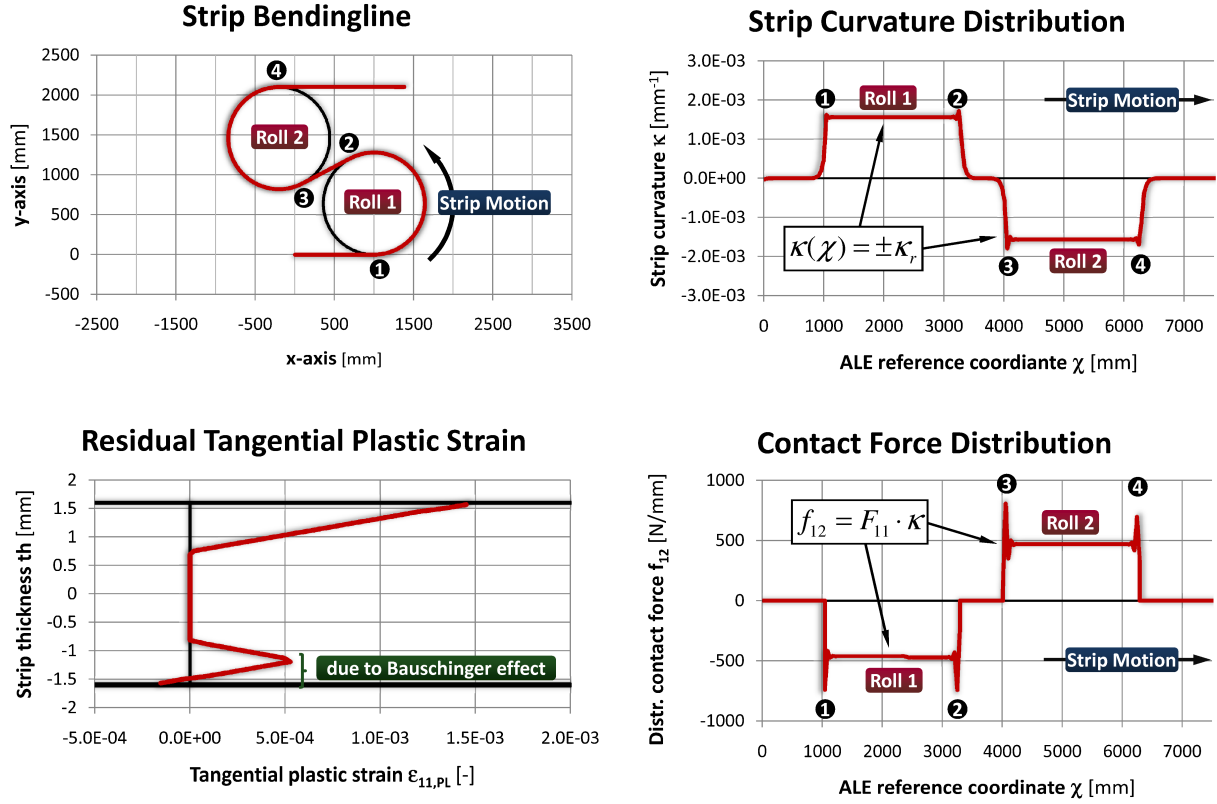 Strip Bendingline
2500
2000
1500
1000
500
0
-500
-2500
-1500
-500
500
1500
2500
3500
y-axis [mm]
x-axis [mm]
4
Roll 2
2
3
Roll 1
1
Strip Motion
Strip Curvature Distribution
3.0E-03
2.0E-03
1.0E-03
0.0E+00
-1.0E-03
-2.0E-03
-3.0E-03
0
1000
2000
3000
4000
5000
6000
7000
Strip curvature κ [mm⁻¹]
ALE reference coordiante χ [mm]
1
Roll 1
2
Strip Motion
κ(χ) = ±κᵣ
3
Roll 2
4
Residual Tangential Plastic Strain
2
1.5
1
0.5
0
-0.5
-1
-1.5
-2
-5.0E-04
0.0E+00
5.0E-04
1.0E-03
1.5E-03
2.0E-03
Strip thickness th [mm]
Tangential plastic strain ε₁₁,PL [-]
due to Bauschinger effect
Contact Force Distribution
1000
500
0
-500
-1000
0
1000
2000
3000
4000
5000
6000
7000
Distr. contact force f₁₂ [N/mm]
ALE reference coordinate χ [mm]
3
4
f₁₂ = F₁₁ · κ
Roll 2
Roll 1
Strip Motion
1
2